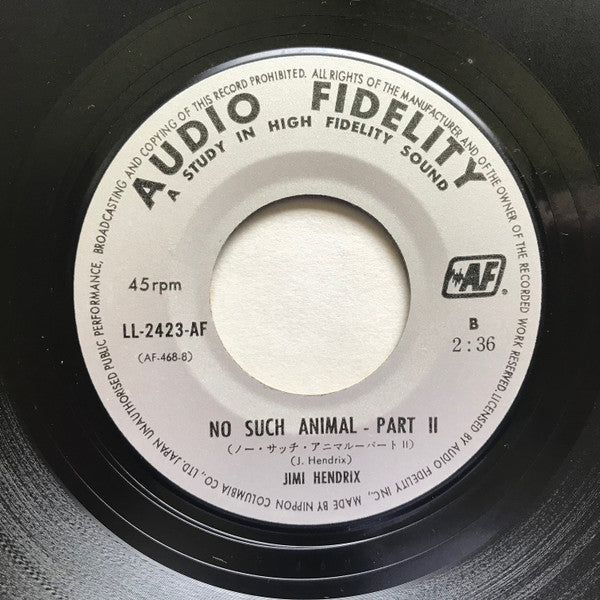 UNAUTHORISED PUBLIC PERFORMANCE, BROADCASTING AND COPYING OF THIS RECORD PROHIBITED. ALL RIGHTS OF THE MANUFACTURER AND OF THE OWNER OF THE RECORDED WORK RESERVED. LICENSED BY AUDIO FIDELITY INC., MADE BY NIPPON COLUMBIA CO., LTD. JAPAN
AUDIO FIDELITY
A STUDY IN HIGH FIDELITY SOUND
AF®
45rpm
LL-2423-AF
(AF-468-8)
B
2:36
NO SUCH ANIMAL - PART II
(ノー・サッチ・アニマルーパートII)
(J. Hendrix)
JIMI HENDRIX